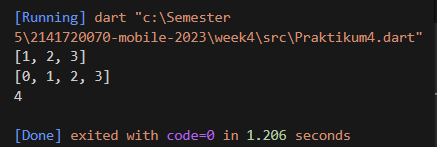 [Running] dart "c:\Semester
5\2141720070-mobile-2023\week4\src\Praktikum4.dart"
[1, 2, 3]
[0, 1, 2, 3]
4
[Done] exited with code=0 in 1.206 seconds